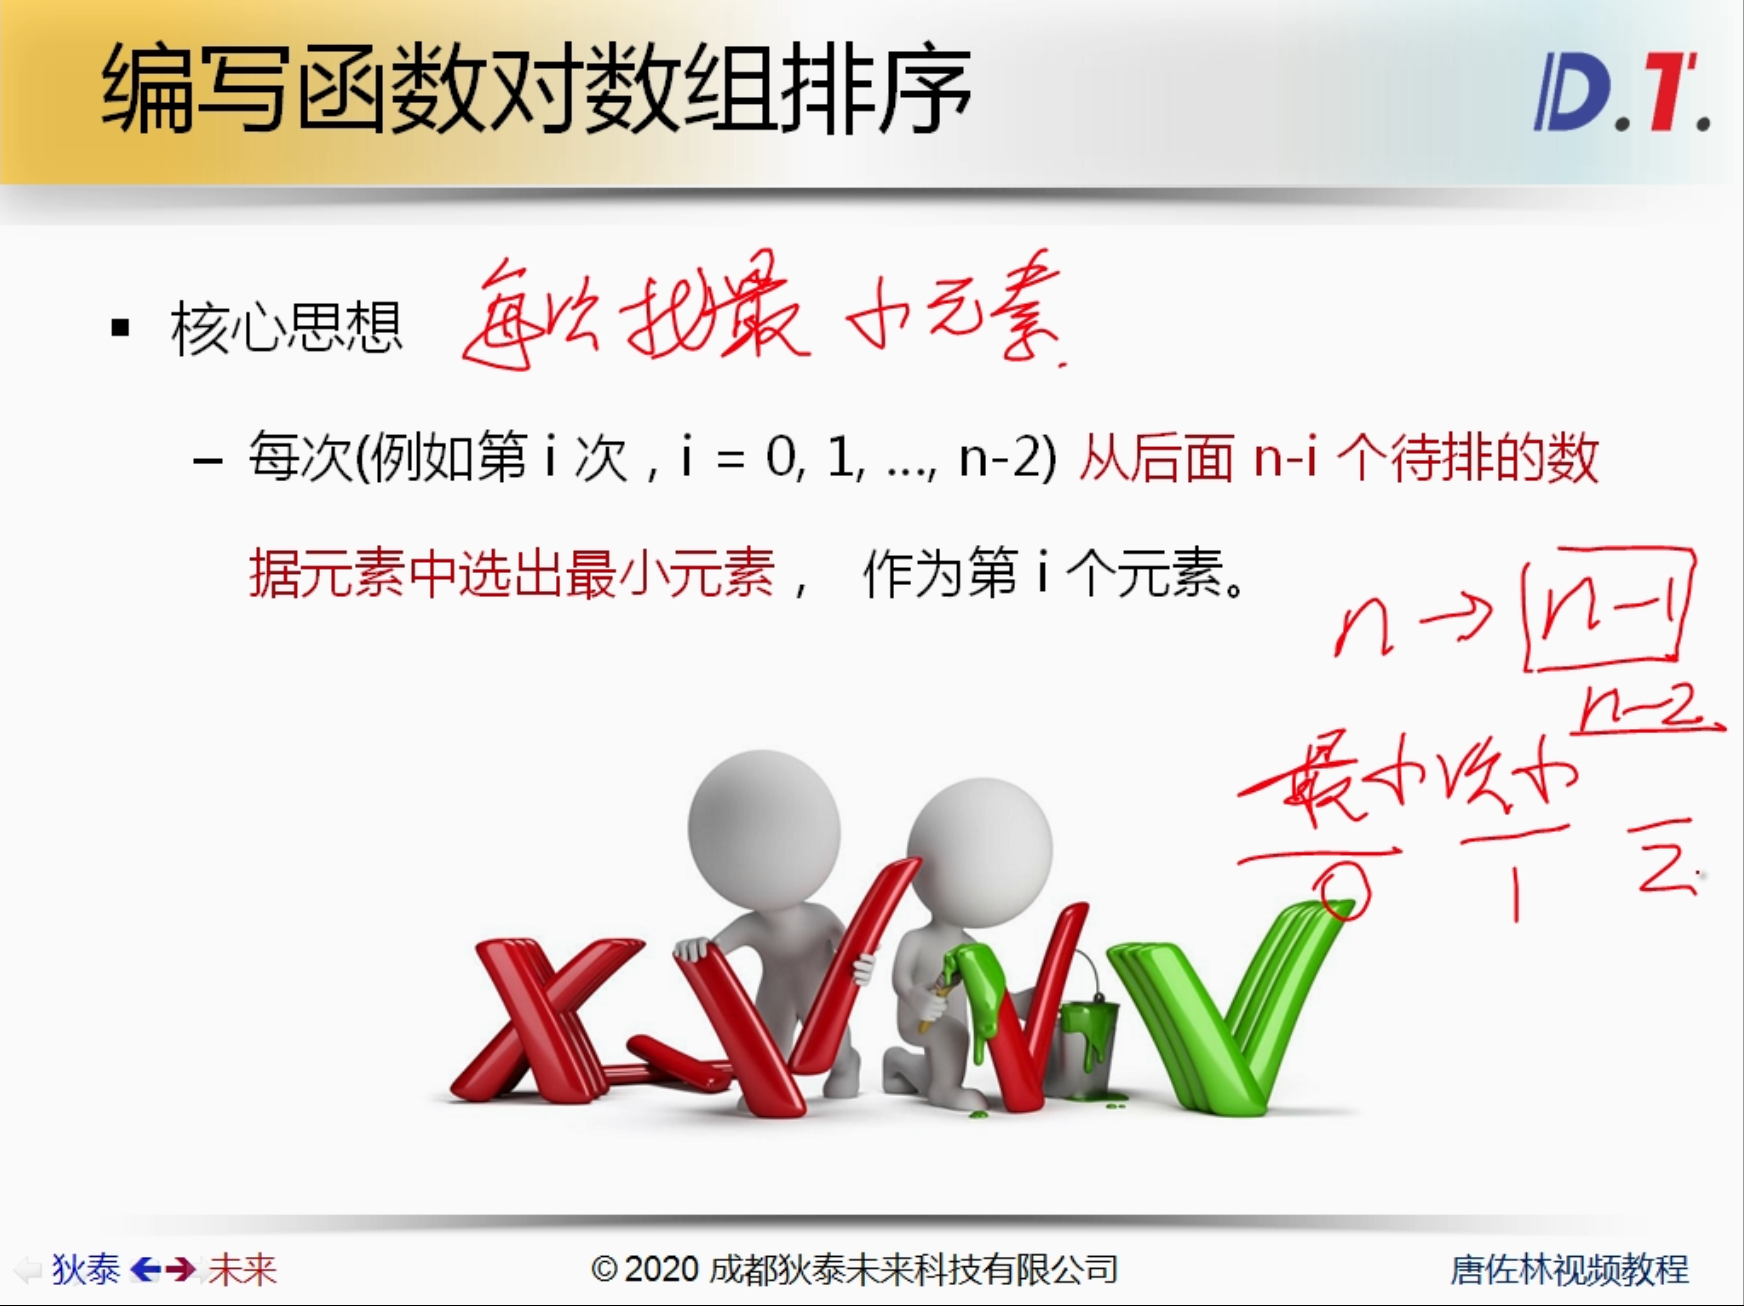 编写函数对数组排序
D.T.
▪ 核心思想 每次找最小元素.
– 每次(例如第 i 次，i = 0, 1, ..., n-2) 从后面 n-i 个待排的数
据元素中选出最小元素， 作为第 i 个元素。
n → n-1
n-2
最小 次小
0 1 2
狄泰 未来
© 2020 成都狄泰未来科技有限公司
唐佐林视频教程